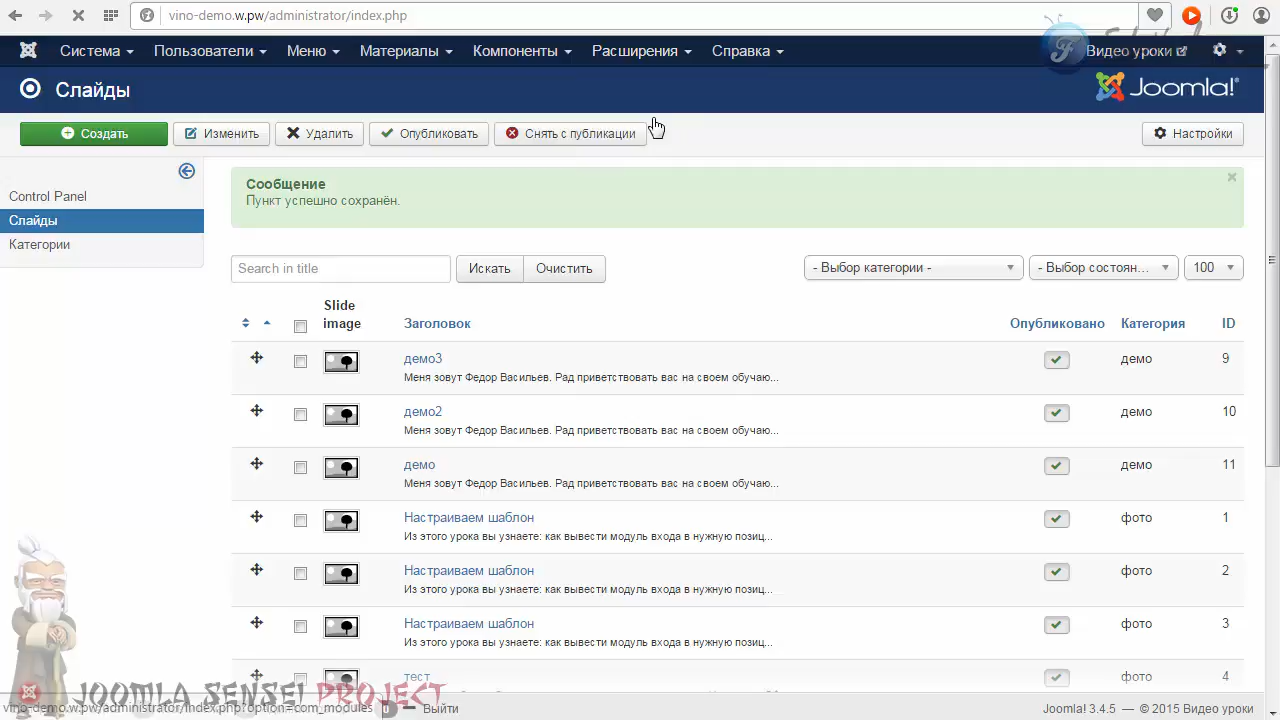 vino-demo.w.pw/administrator/index.php
Система Пользователи Меню Материалы Компоненты Расширения Справка Видео уроки
Слайды Joomla!
Создать Изменить Удалить Опубликовать Снять с публикации Настройки
Control Panel
Слайды
Категории
Сообщение
Пункт успешно сохранён.
Search in title Искать Очистить - Выбор категории - - Выбор состоян... 100
Slide image Заголовок Опубликовано Категория ID
демо3 демо 9
Меня зовут Федор Васильев. Рад приветствовать вас на своем обучаю...
демо2 демо 10
Меня зовут Федор Васильев. Рад приветствовать вас на своем обучаю...
демо демо 11
Меня зовут Федор Васильев. Рад приветствовать вас на своем обучаю...
Настраиваем шаблон фото 1
Из этого урока вы узнаете: как вывести модуль входа в нужную позиц...
Настраиваем шаблон фото 2
Из этого урока вы узнаете: как вывести модуль входа в нужную позиц...
Настраиваем шаблон фото 3
Из этого урока вы узнаете: как вывести модуль входа в нужную позиц...
тест фото 4
JOOMLA SENSEI PROJECT
vino-demo.w.pw/administrator/index.php?option=com_modules Выйти Joomla! 3.4.5 — © 2015 Видео уроки